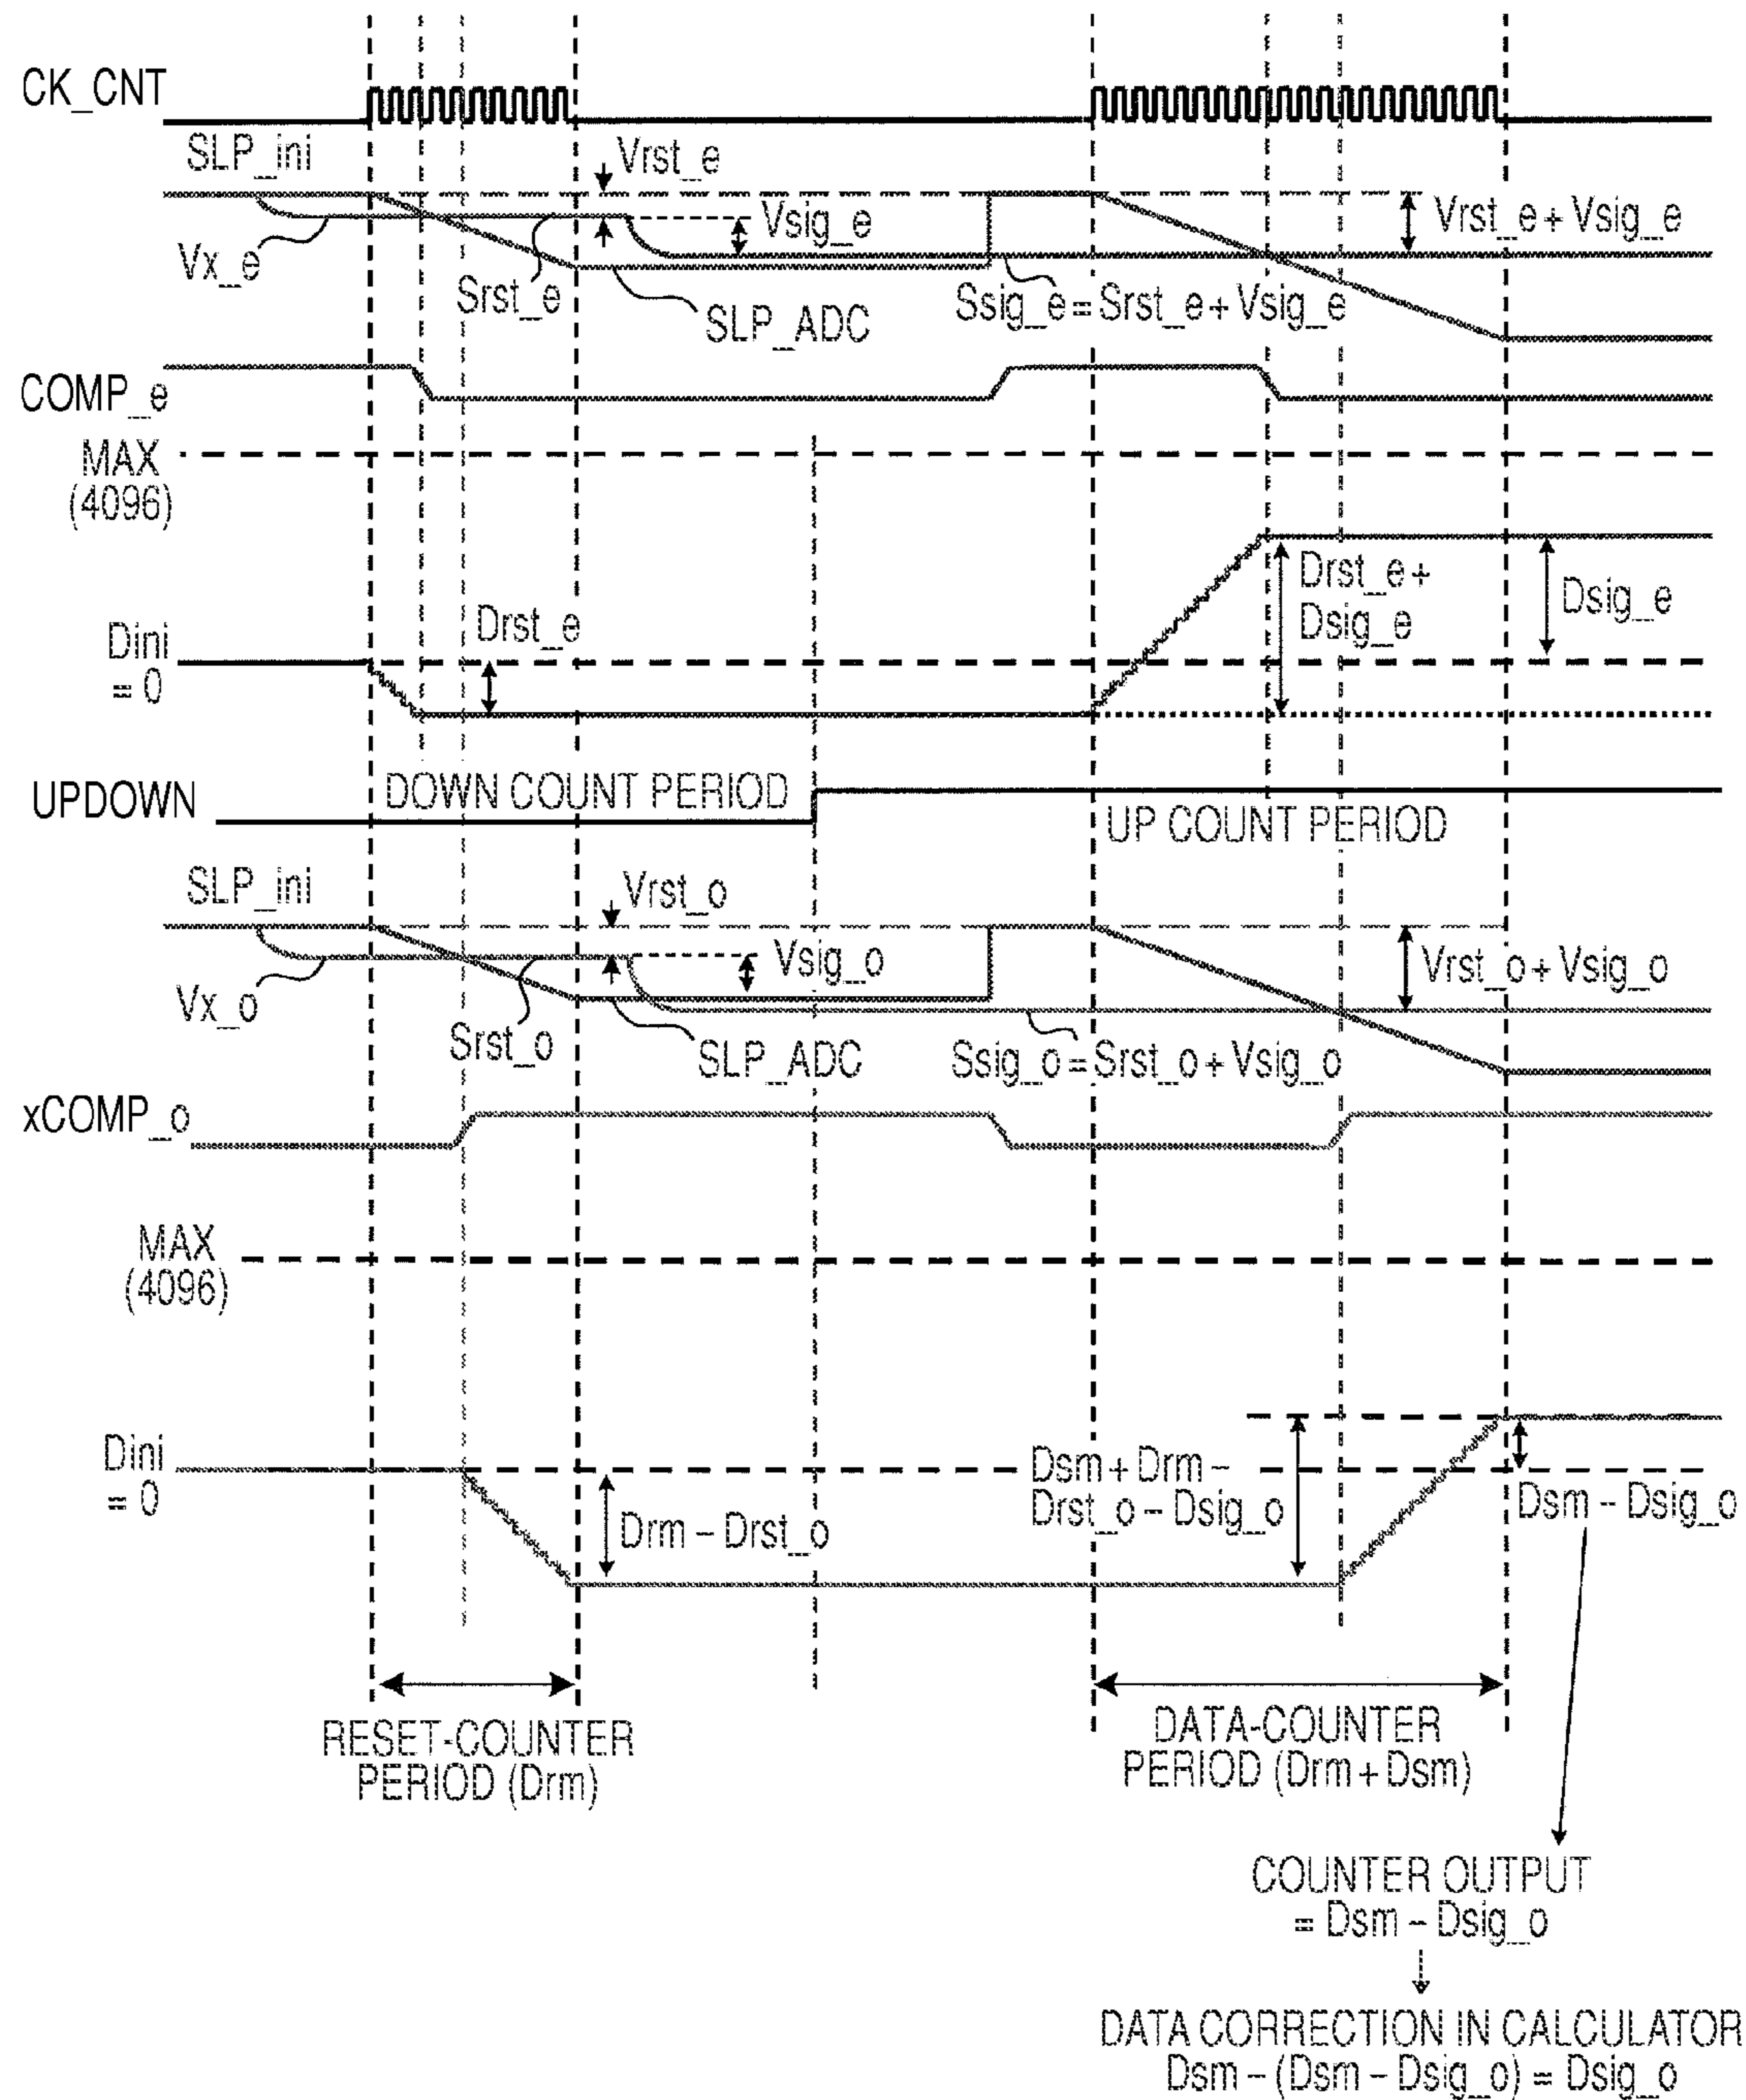 CK_CNT
SLP_ini
Vrst_e
Vsig_e
Vrst_e + Vsig_e
Vx_e
Srst_e
SLP_ADC
Ssig_e = Srst_e + Vsig_e
COMP_e
MAX
(4096)
Drst_e +
Dsig_e
Dsig_e
Drst_e
Dini
= 0
UPDOWN
DOWN COUNT PERIOD
UP COUNT PERIOD
SLP_ini
Vrst_o
Vsig_o
Vrst_o + Vsig_o
Vx_o
Srst_o
SLP_ADC
Ssig_o = Srst_o + Vsig_o
xCOMP_o
MAX
(4096)
Dini
= 0
Drm – Drst_o
Dsm + Drm –
Drst_o – Dsig_o
Dsm – Dsig_o
RESET-COUNTER
PERIOD (Drm)
DATA-COUNTER
PERIOD (Drm + Dsm)
COUNTER OUTPUT
= Dsm – Dsig_o
DATA CORRECTION IN CALCULATOR
Dsm – (Dsm – Dsig_o) = Dsig_o